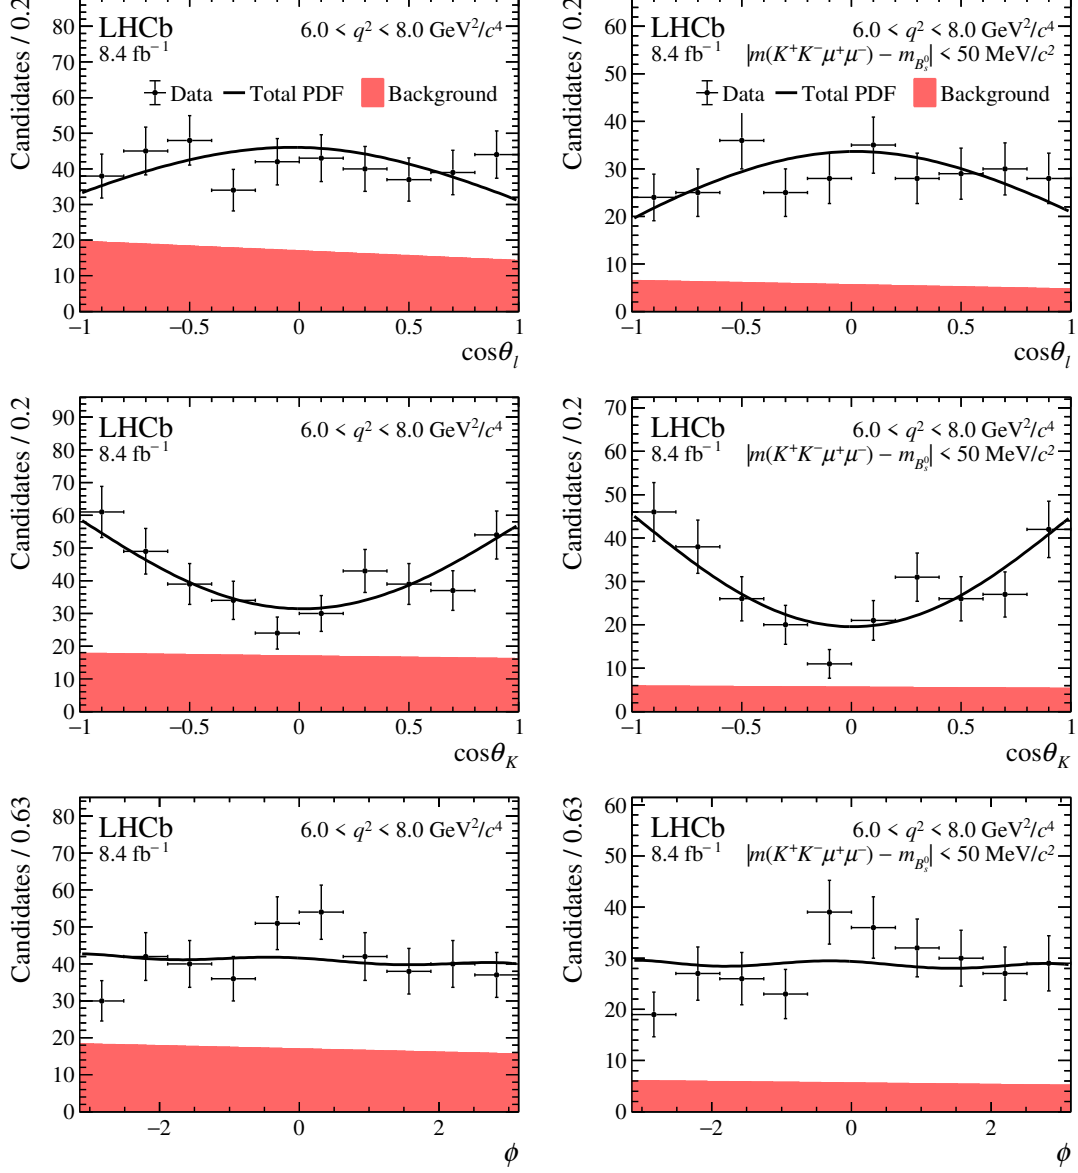 LHCb
8.4 fb⁻¹
6.0 < q² < 8.0 GeV²/c⁴
Data
Total PDF
Background
Candidates / 0.2
80
70
60
50
40
30
20
10
0
−1
−0.5
0
0.5
1
cosθ_l
LHCb
8.4 fb⁻¹
6.0 < q² < 8.0 GeV²/c⁴
|m(K⁺K⁻μ⁺μ⁻) − m_{B_s^0}| < 50 MeV/c²
Data
Total PDF
Background
Candidates / 0.2
60
50
40
30
20
10
0
−1
−0.5
0
0.5
1
cosθ_l
LHCb
8.4 fb⁻¹
6.0 < q² < 8.0 GeV²/c⁴
Candidates / 0.2
90
80
70
60
50
40
30
20
10
0
−1
−0.5
0
0.5
1
cosθ_K
LHCb
8.4 fb⁻¹
6.0 < q² < 8.0 GeV²/c⁴
|m(K⁺K⁻μ⁺μ⁻) − m_{B_s^0}| < 50 MeV/c²
Candidates / 0.2
70
60
50
40
30
20
10
0
−1
−0.5
0
0.5
1
cosθ_K
LHCb
8.4 fb⁻¹
6.0 < q² < 8.0 GeV²/c⁴
Candidates / 0.63
80
70
60
50
40
30
20
10
0
−2
0
2
ϕ
LHCb
8.4 fb⁻¹
6.0 < q² < 8.0 GeV²/c⁴
|m(K⁺K⁻μ⁺μ⁻) − m_{B_s^0}| < 50 MeV/c²
Candidates / 0.63
60
50
40
30
20
10
0
−2
0
2
ϕ